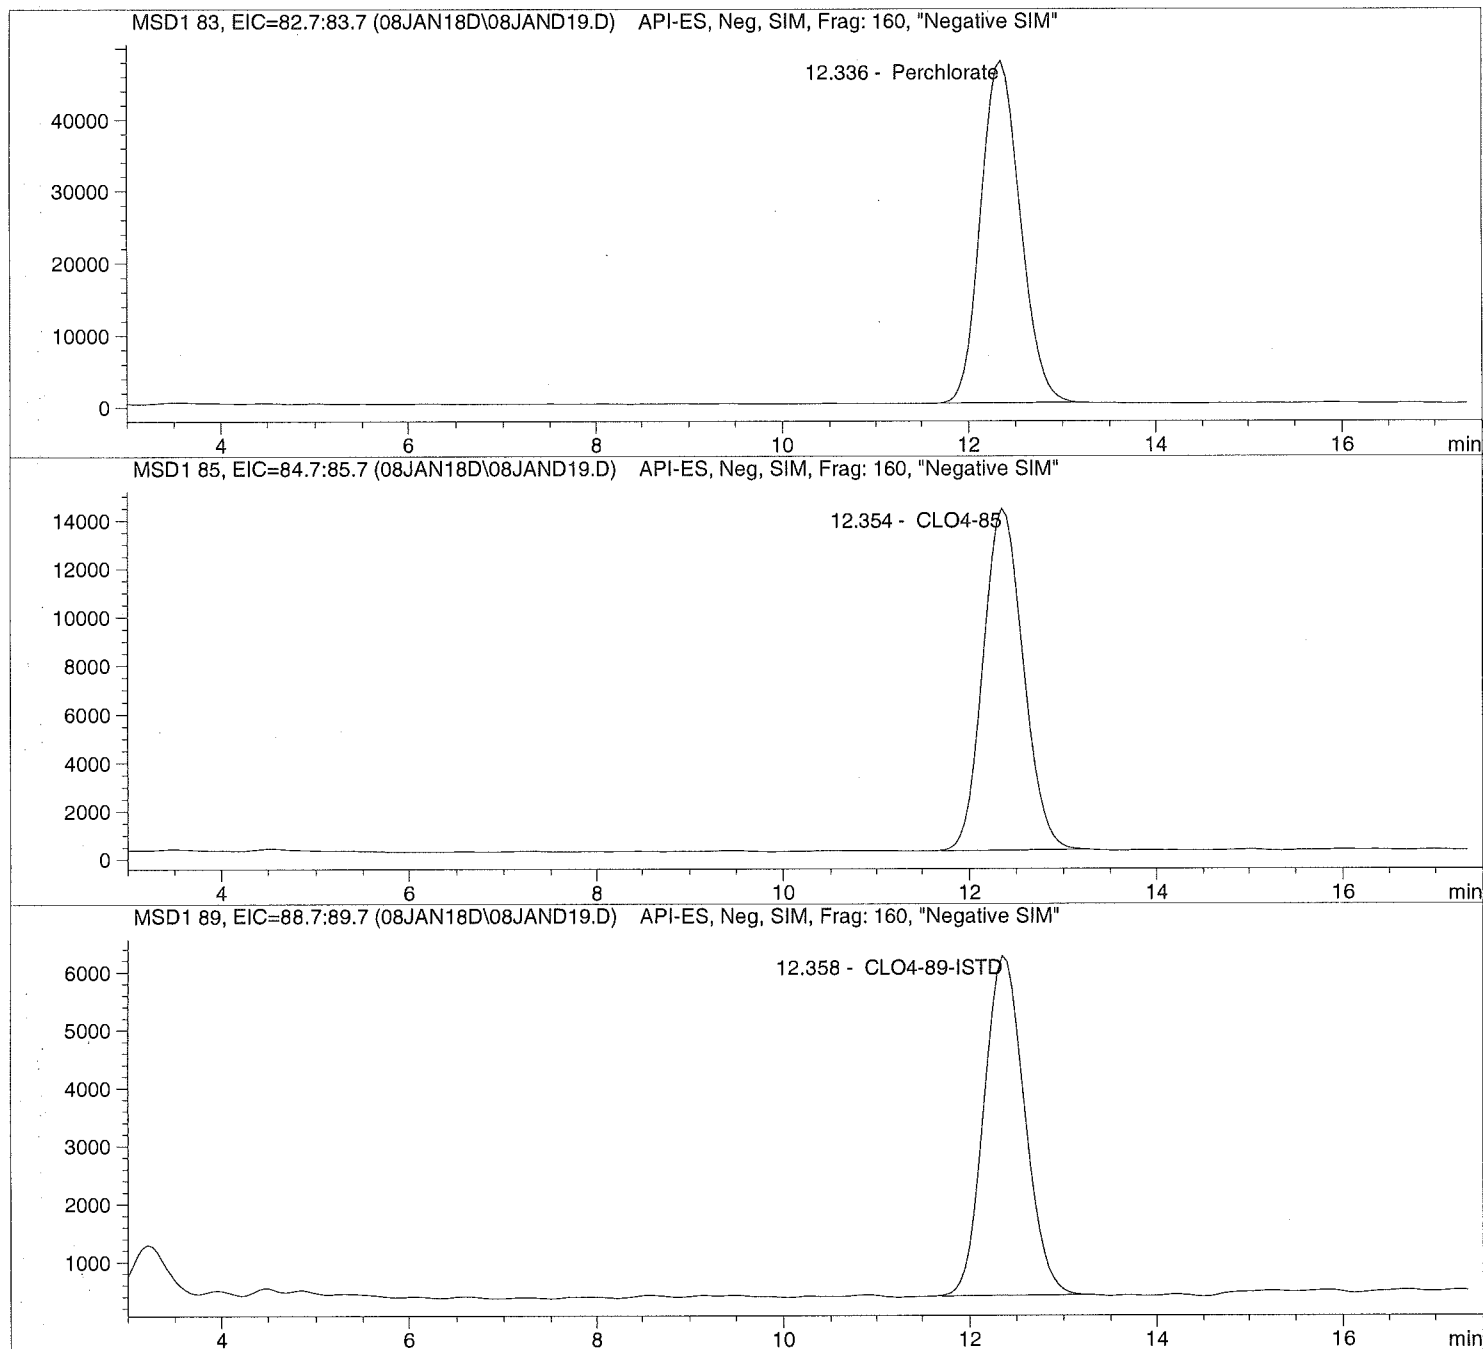 MSD1 83, EIC=82.7:83.7 (08JAN18D\08JAND19.D) API-ES, Neg, SIM, Frag: 160, "Negative SIM"
12.336 - Perchlorate
40000
30000
20000
10000
0
4 6 8 10 12 14 16 min
MSD1 85, EIC=84.7:85.7 (08JAN18D\08JAND19.D) API-ES, Neg, SIM, Frag: 160, "Negative SIM"
12.354 - CLO4-85
14000
12000
10000
8000
6000
4000
2000
0
4 6 8 10 12 14 16 min
MSD1 89, EIC=88.7:89.7 (08JAN18D\08JAND19.D) API-ES, Neg, SIM, Frag: 160, "Negative SIM"
12.358 - CLO4-89-ISTD
6000
5000
4000
3000
2000
1000
4 6 8 10 12 14 16 min